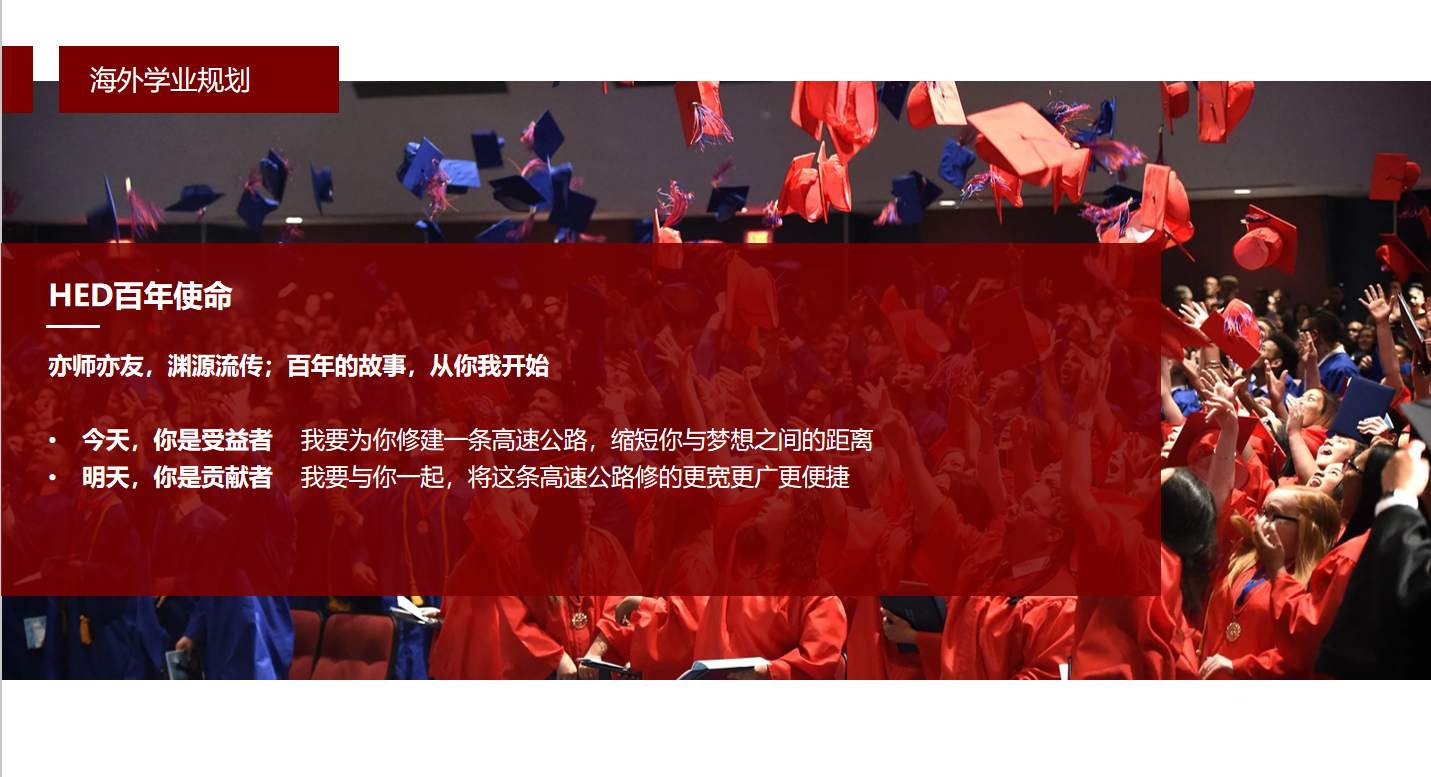 海外学业规划
HED百年使命
亦师亦友，渊源流传；百年的故事，从你我开始
• 今天，你是受益者 我要为你修建一条高速公路，缩短你与梦想之间的距离
• 明天，你是贡献者 我要与你一起，将这条高速公路修的更宽更广更便捷